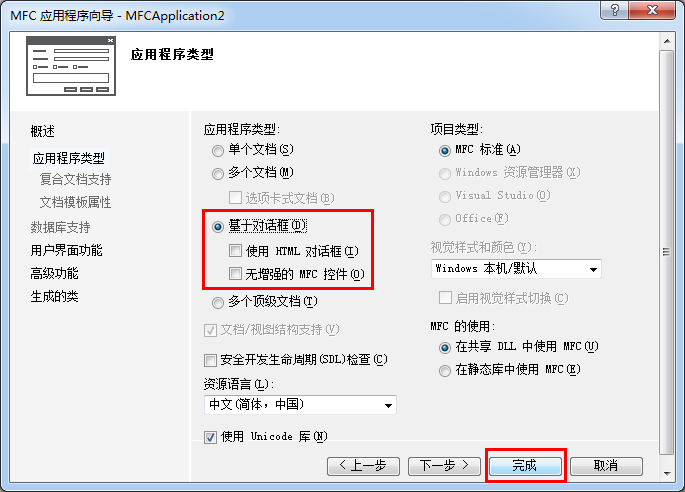 MFC 应用程序向导 - MFCApplication2
应用程序类型
概述
应用程序类型
复合文档支持
文档模板属性
数据库支持
用户界面功能
高级功能
生成的类
应用程序类型:
单个文档(S)
多个文档(M)
选项卡式文档(B)
基于对话框(D)
使用 HTML 对话框(T)
无增强的 MFC 控件(O)
多个顶级文档(T)
文档/视图结构支持(V)
安全开发生命周期(SDL)检查(C)
资源语言(L):
中文(简体,中国)
使用 Unicode 库(N)
项目类型:
MFC 标准(A)
Windows 资源管理器(X)
Visual Studio(O)
Office(F)
视觉样式和颜色(Y):
Windows 本机/默认
启用视觉样式切换(C)
MFC 的使用:
在共享 DLL 中使用 MFC(U)
在静态库中使用 MFC(E)
< 上一步
下一步 >
完成
取消